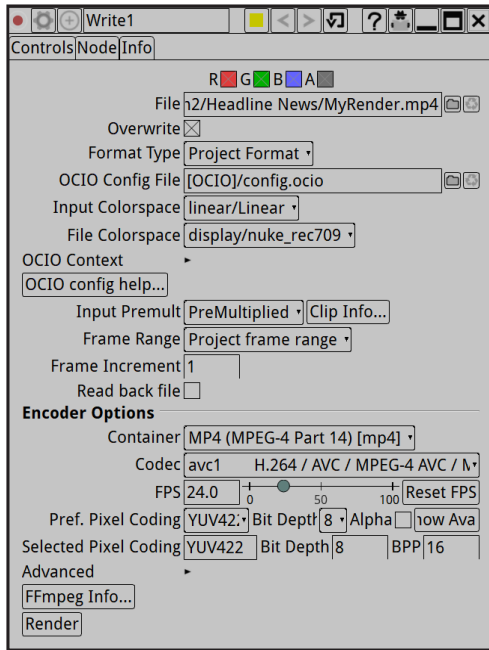 Write1 < > ?
Controls Node Info
R G B A
File 2/Headline News/MyRender.mp4
Overwrite
Format Type Project Format
OCIO Config File [OCIO]/config.ocio
Input Colorspace linear/Linear
File Colorspace display/nuke_rec709
OCIO Context
OCIO config help...
Input Premult PreMultiplied Clip Info...
Frame Range Project frame range
Frame Increment 1
Read back file
Encoder Options
Container MP4 (MPEG-4 Part 14) [mp4]
Codec avc1 H.264 / AVC / MPEG-4 AVC /
FPS 24.0 0 50 100 Reset FPS
Pref. Pixel Coding YUV422 Bit Depth 8 Alpha how Ava
Selected Pixel Coding YUV422 Bit Depth 8 BPP 16
Advanced
FFmpeg Info...
Render